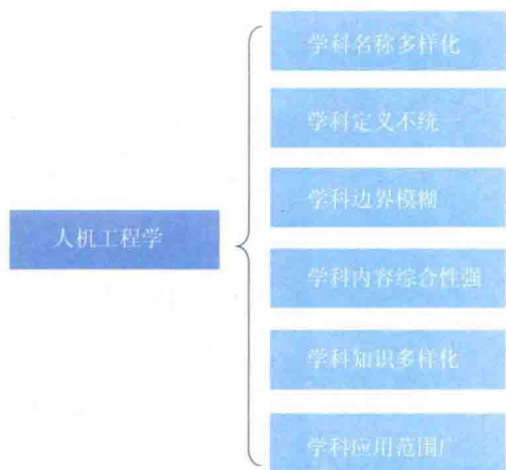 学科名称多样化
学科定义不统一
学科边界模糊
人机工程学
学科内容综合性强
学科知识多样化
学科应用范围广